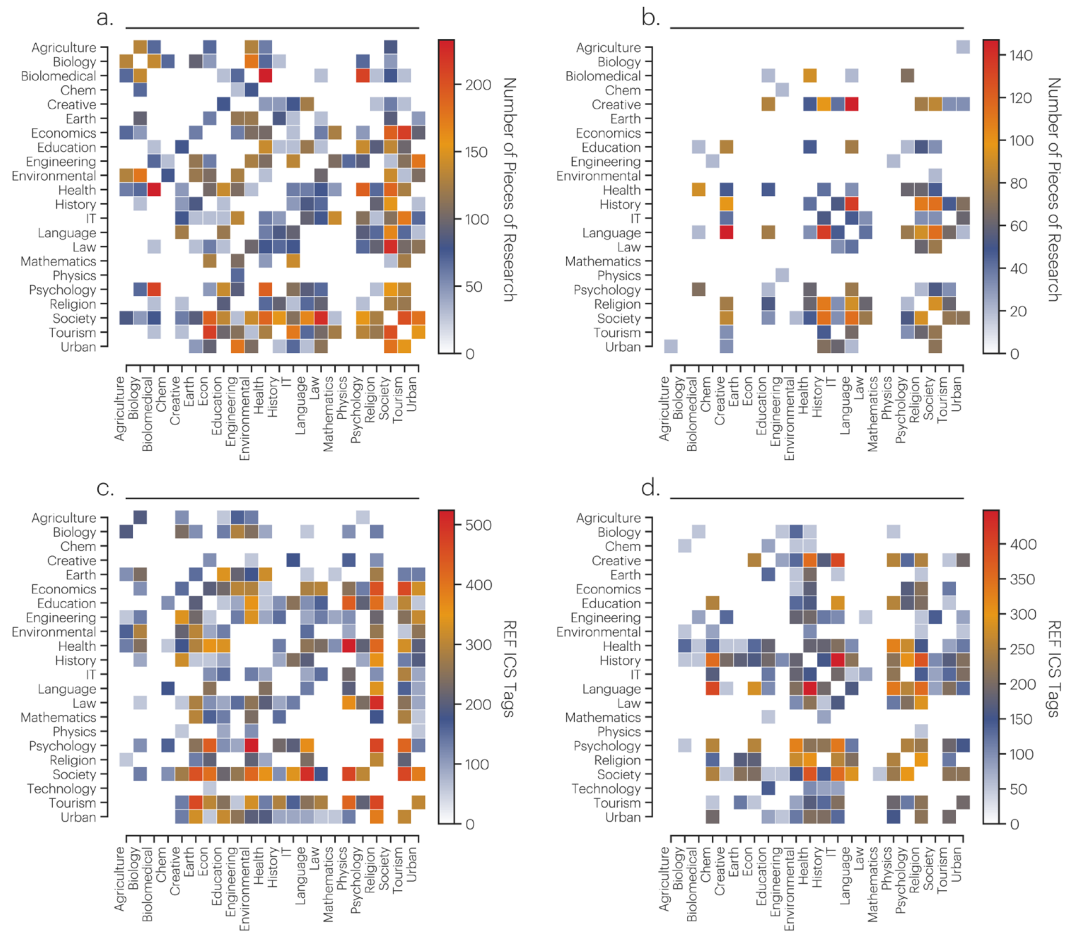 a.
Agriculture
Biology
Biolomedical
Chem
Creative
Earth
Economics
Education
Engineering
Environmental
Health
History
IT
Language
Law
Mathematics
Physics
Psychology
Religion
Society
Tourism
Urban
Agriculture
Biology
Biolomedical
Chem
Creative
Earth
Econ
Education
Engineering
Environmental
Health
History
IT
Language
Law
Mathematics
Physics
Psychology
Religion
Society
Tourism
Urban
200
150
100
50
0
Number of Pieces of Research
b.
Agriculture
Biology
Biolomedical
Chem
Creative
Earth
Economics
Education
Engineering
Environmental
Health
History
IT
Language
Law
Mathematics
Physics
Psychology
Religion
Society
Tourism
Urban
Agriculture
Biology
Biolomedical
Chem
Creative
Earth
Econ
Education
Engineering
Environmental
Health
History
IT
Language
Law
Mathematics
Physics
Psychology
Religion
Society
Tourism
Urban
140
120
100
80
60
40
20
0
Number of Pieces of Research
c.
Agriculture
Biology
Chem
Creative
Earth
Economics
Education
Engineering
Environmental
Health
History
IT
Language
Law
Mathematics
Physics
Psychology
Religion
Society
Technology
Tourism
Urban
Agriculture
Biology
Biolomedical
Chem
Creative
Earth
Econ
Education
Engineering
Environmental
Health
History
IT
Language
Law
Mathematics
Physics
Psychology
Religion
Society
Tourism
Urban
500
400
300
200
100
0
REF ICS Tags
d.
Agriculture
Biology
Chem
Creative
Earth
Economics
Education
Engineering
Environmental
Health
History
IT
Language
Law
Mathematics
Physics
Psychology
Religion
Society
Technology
Tourism
Urban
Agriculture
Biology
Biolomedical
Chem
Creative
Earth
Econ
Education
Engineering
Environmental
Health
History
IT
Language
Law
Mathematics
Physics
Psychology
Religion
Society
Tourism
Urban
400
350
300
250
200
150
100
50
0
REF ICS Tags